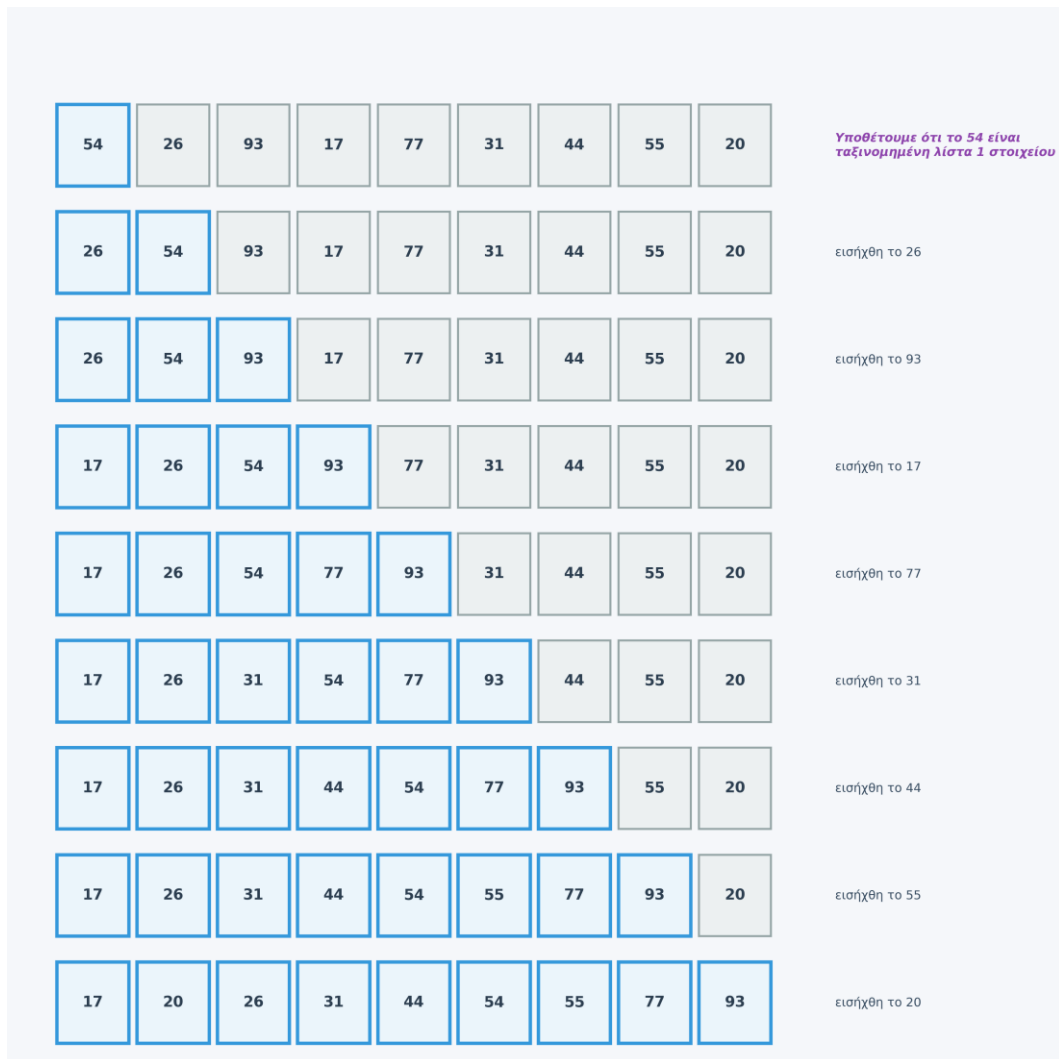 54 26 93 17 77 31 44 55 20 Υποθέτουμε ότι το 54 είναι
ταξινομημένη λίστα 1 στοιχείου
26 54 93 17 77 31 44 55 20 εισήχθη το 26
26 54 93 17 77 31 44 55 20 εισήχθη το 93
17 26 54 93 77 31 44 55 20 εισήχθη το 17
17 26 54 77 93 31 44 55 20 εισήχθη το 77
17 26 31 54 77 93 44 55 20 εισήχθη το 31
17 26 31 44 54 77 93 55 20 εισήχθη το 44
17 26 31 44 54 55 77 93 20 εισήχθη το 55
17 20 26 31 44 54 55 77 93 εισήχθη το 20